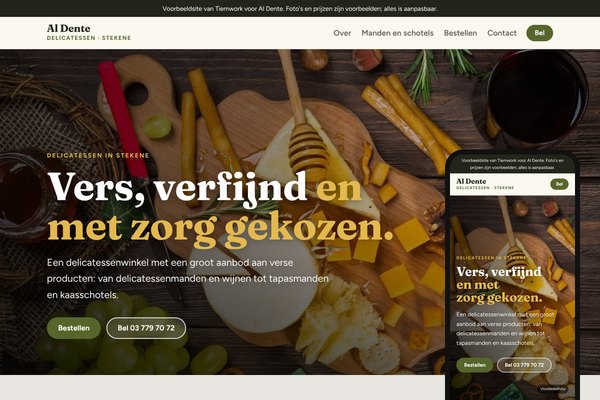 Voorbeeldsite van Tiemwork voor Al Dente. Foto's en prijzen zijn voorbeelden; alles is aanpasbaar.
Al Dente
DELICATESSEN · STEKENE
Over Manden en schotels Bestellen Contact Bel
DELICATESSEN IN STEKENE
Vers, verfijnd en
met zorg gekozen.
Een delicatessenwinkel met een groot aanbod aan verse
producten: van delicatessenmanden en wijnen tot tapasmanden
en kaasschotels.
Bestellen Bel 03 779 70 72
Voorbeeldsite van Tiemwork voor Al Dente. Foto's en
prijzen zijn voorbeelden; alles is aanpasbaar.
Al Dente
DELICATESSEN · STEKENE
Bel
DELICATESSEN IN STEKENE
Vers, verfijnd
en met
zorg gekozen.
Een delicatessenwinkel met een groot
aanbod aan verse producten: van
delicatessenmanden en wijnen tot
tapasmanden en kaasschotels.
Bestellen Bel 03 779 70 72
Voorbeeldfoto